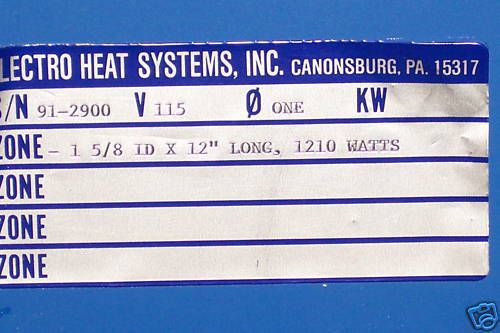 LECTRO HEAT SYSTEMS, INC. CANONSBURG, PA. 15317
S/N 91-2900 V 115 Ø ONE KW
ZONE - 1 5/8 ID X 12" LONG, 1210 WATTS
ZONE
ZONE
ZONE